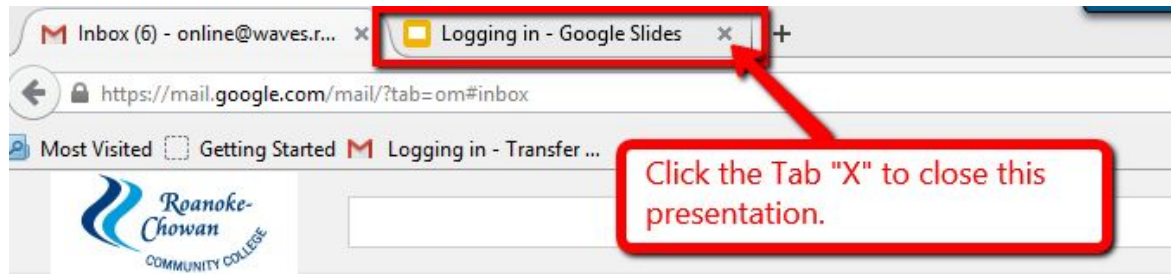 Inbox (6) - online@waves.r... ×
Logging in - Google Slides × +
https://mail.google.com/mail/?tab=om#inbox
Most Visited Getting Started Logging in - Transfer ...
Click the Tab "X" to close this
presentation.
Roanoke-
Chowan
COMMUNITY COLLEGE